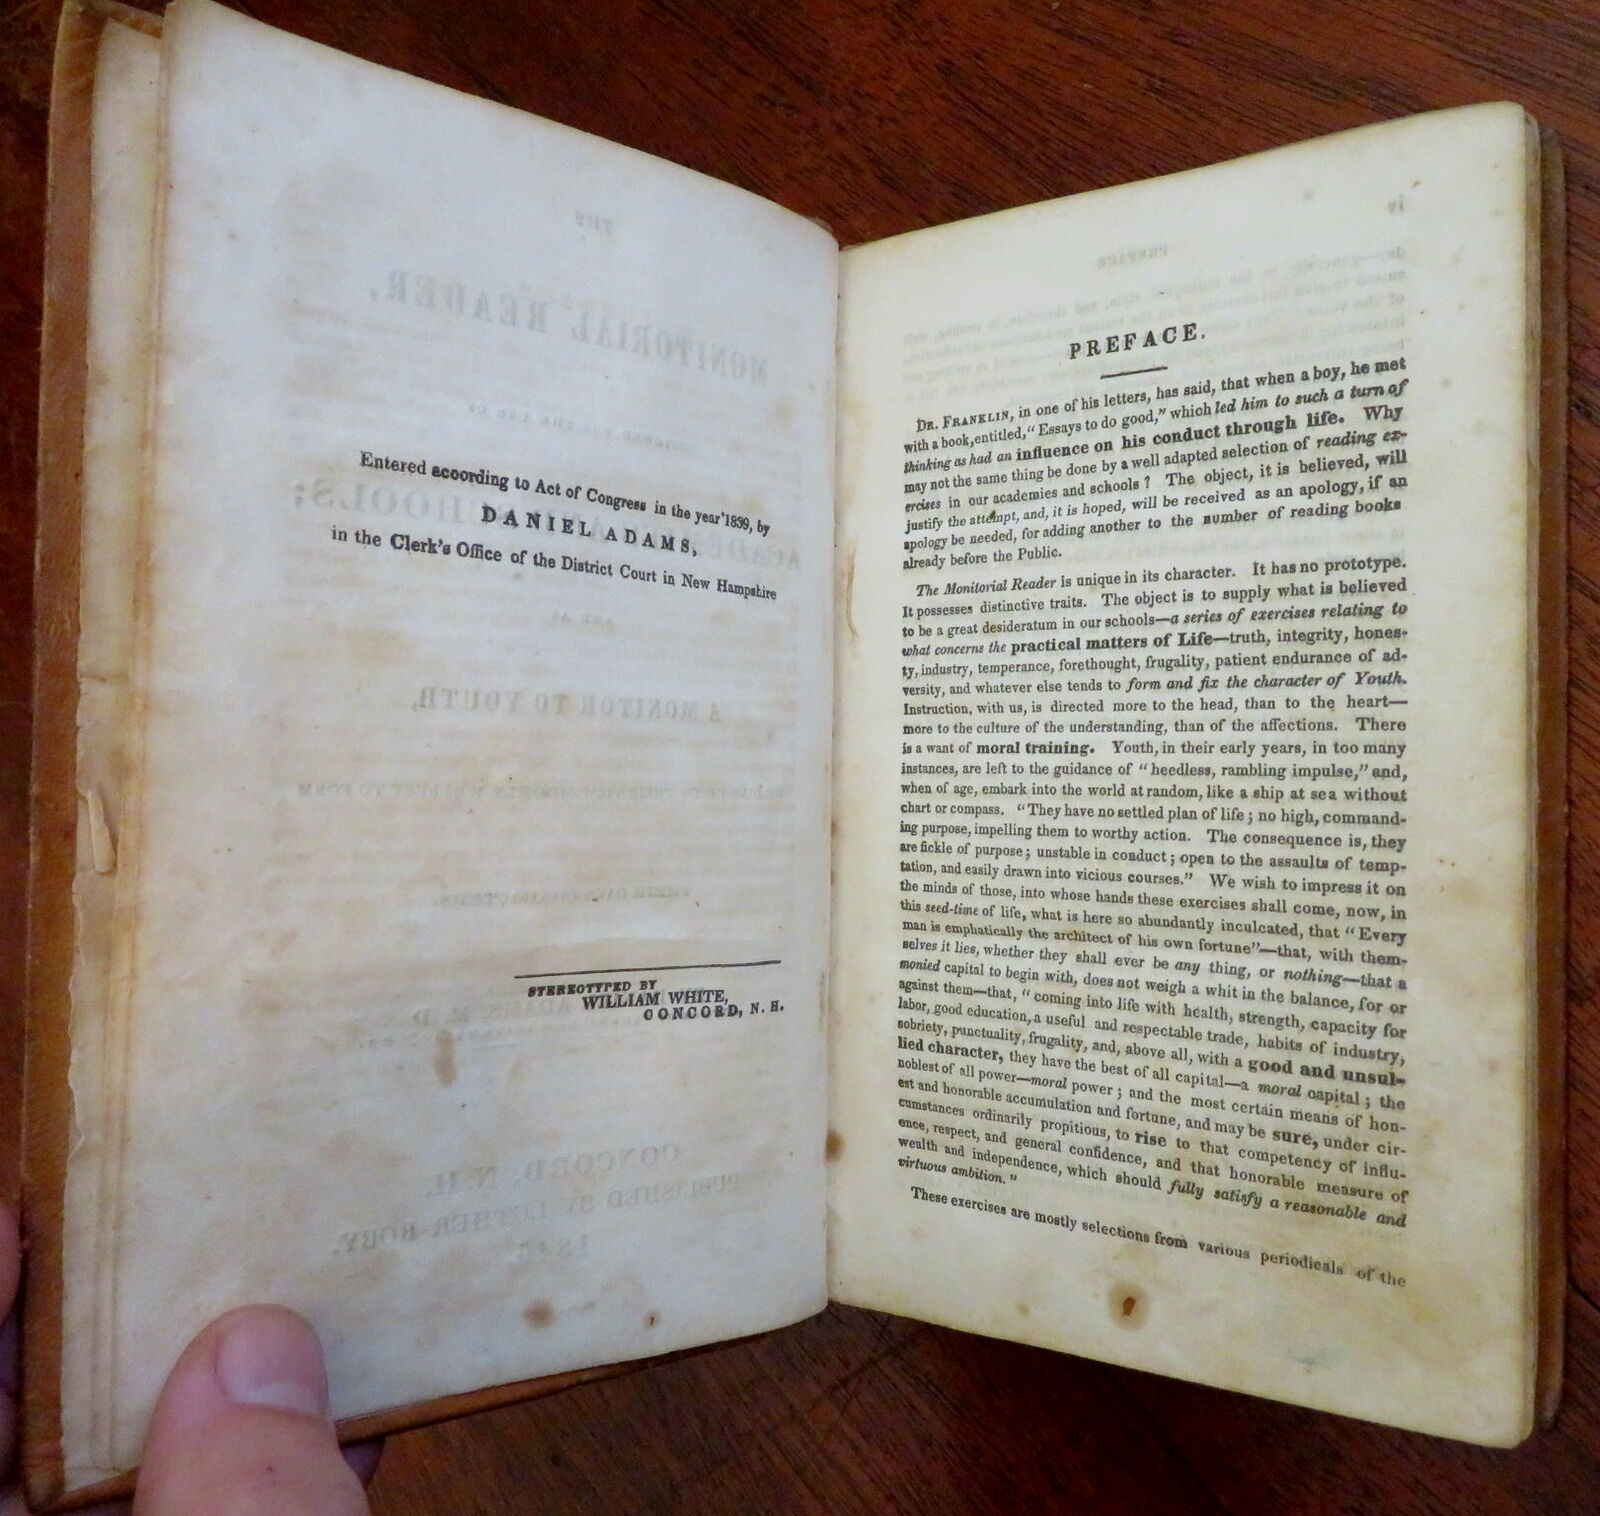 Entered acoording to Act of Congress in the year 1839, by
DANIEL ADAMS,
in the Clerk's Office of the District Court in New Hampshire
STEREOTYPED BY
WILLIAM WHITE,
CONCORD, N. H.
PREFACE.
DR. FRANKLIN, in one of his letters, has said, that when a boy, he met
with a book, entitled, "Essays to do good," which led him to such a turn of
thinking as had an influence on his conduct through life. Why
may not the same thing be done by a well adapted selection of reading ex-
ercises in our academies and schools? The object, it is believed, will
justify the attempt, and, it is hoped, will be received as an apology, if an
apology be needed, for adding another to the number of reading books
already before the Public.
The Monitorial Reader is unique in its character. It has no prototype.
It possesses distinctive traits. The object is to supply what is believed
to be a great desideratum in our schools—a series of exercises relating to
what concerns the practical matters of Life—truth, integrity, hones-
ty, industry, temperance, forethought, frugality, patient endurance of ad-
versity, and whatever else tends to form and fix the character of Youth.
Instruction, with us, is directed more to the head, than to the heart—
more to the culture of the understanding, than of the affections. There
is a want of moral training. Youth, in their early years, in too many
instances, are left to the guidance of "heedless, rambling impulse," and,
when of age, embark into the world at random, like a ship at sea without
chart or compass. "They have no settled plan of life; no high, command-
ing purpose, impelling them to worthy action. The consequence is, they
are fickle of purpose; unstable in conduct; open to the assaults of temp-
tation, and easily drawn into vicious courses." We wish to impress it on
the minds of those, into whose hands these exercises shall come, now, in
this seed-time of life, what is here so abundantly inculcated, that "Every
man is emphatically the architect of his own fortune"—that, with them-
selves it lies, whether they shall ever be any thing, or nothing—that a
monied capital to begin with, does not weigh a whit in the balance, for or
against them—that, "coming into life with health, strength, capacity for
labor, good education, a useful and respectable trade, habits of industry,
sobriety, punctuality, frugality, and, above all, with a good and unsul-
lied character, they have the best of all capital—a moral capital; the
noblest of all power—moral power; and the most certain means of hon-
est and honorable accumulation and fortune, and may be sure, under cir-
cumstances ordinarily propitious, to rise to that competency of influ-
ence, respect, and general confidence, and that honorable measure of
wealth and independence, which should fully satisfy a reasonable and
virtuous ambition."
These exercises are mostly selections from various periodicals of the